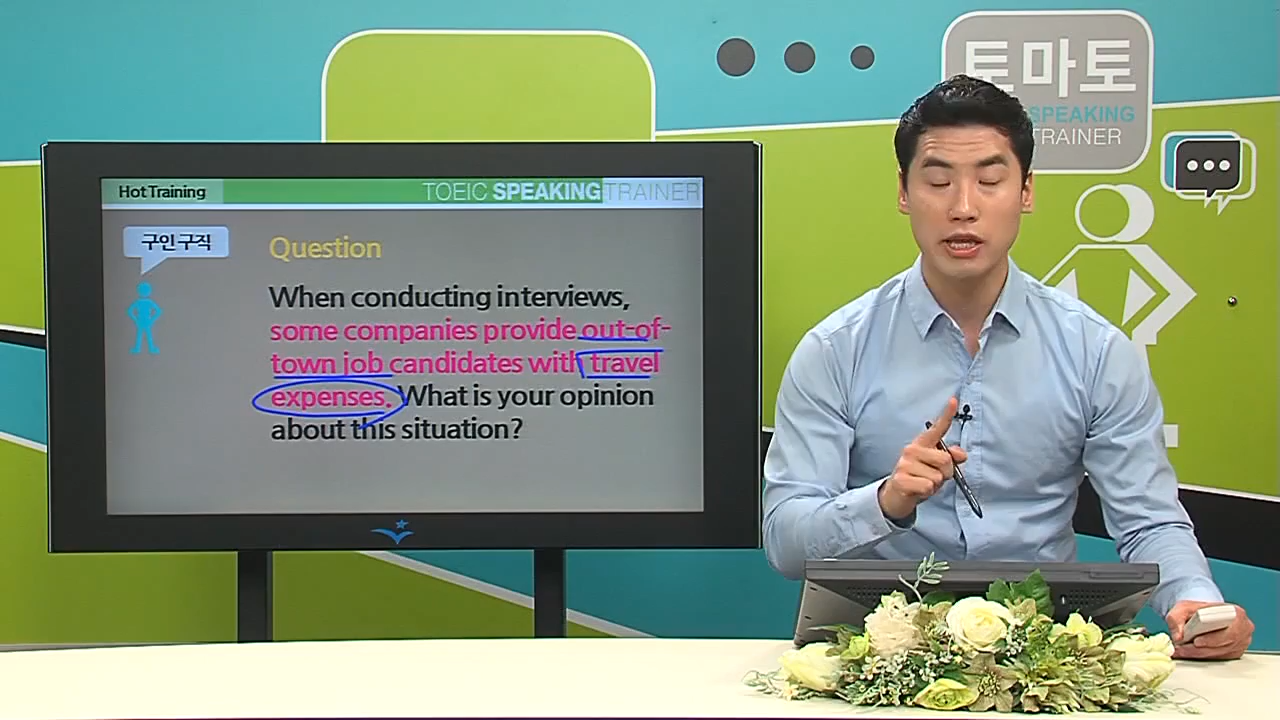 토마토
SPEAKING
TRAINER
Hot Training
TOEIC SPEAKING TRAINER
구인 구직
Question
When conducting interviews,
some companies provide out-of-
town job candidates with travel
expenses. What is your opinion
about this situation?